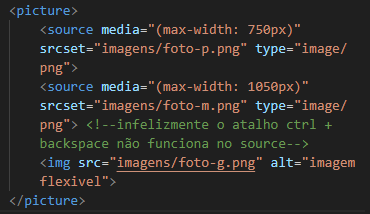 <picture>
<source media="(max-width: 750px)"
srcset="imagens/foto-p.png" type="image/
png">
<source media="(max-width: 1050px)"
srcset="imagens/foto-m.png" type="image/
png"> <!--infelizmente o atalho ctrl +
backspace não funciona no source-->
<img src="imagens/foto-g.png" alt="imagem
flexivel">
</picture>